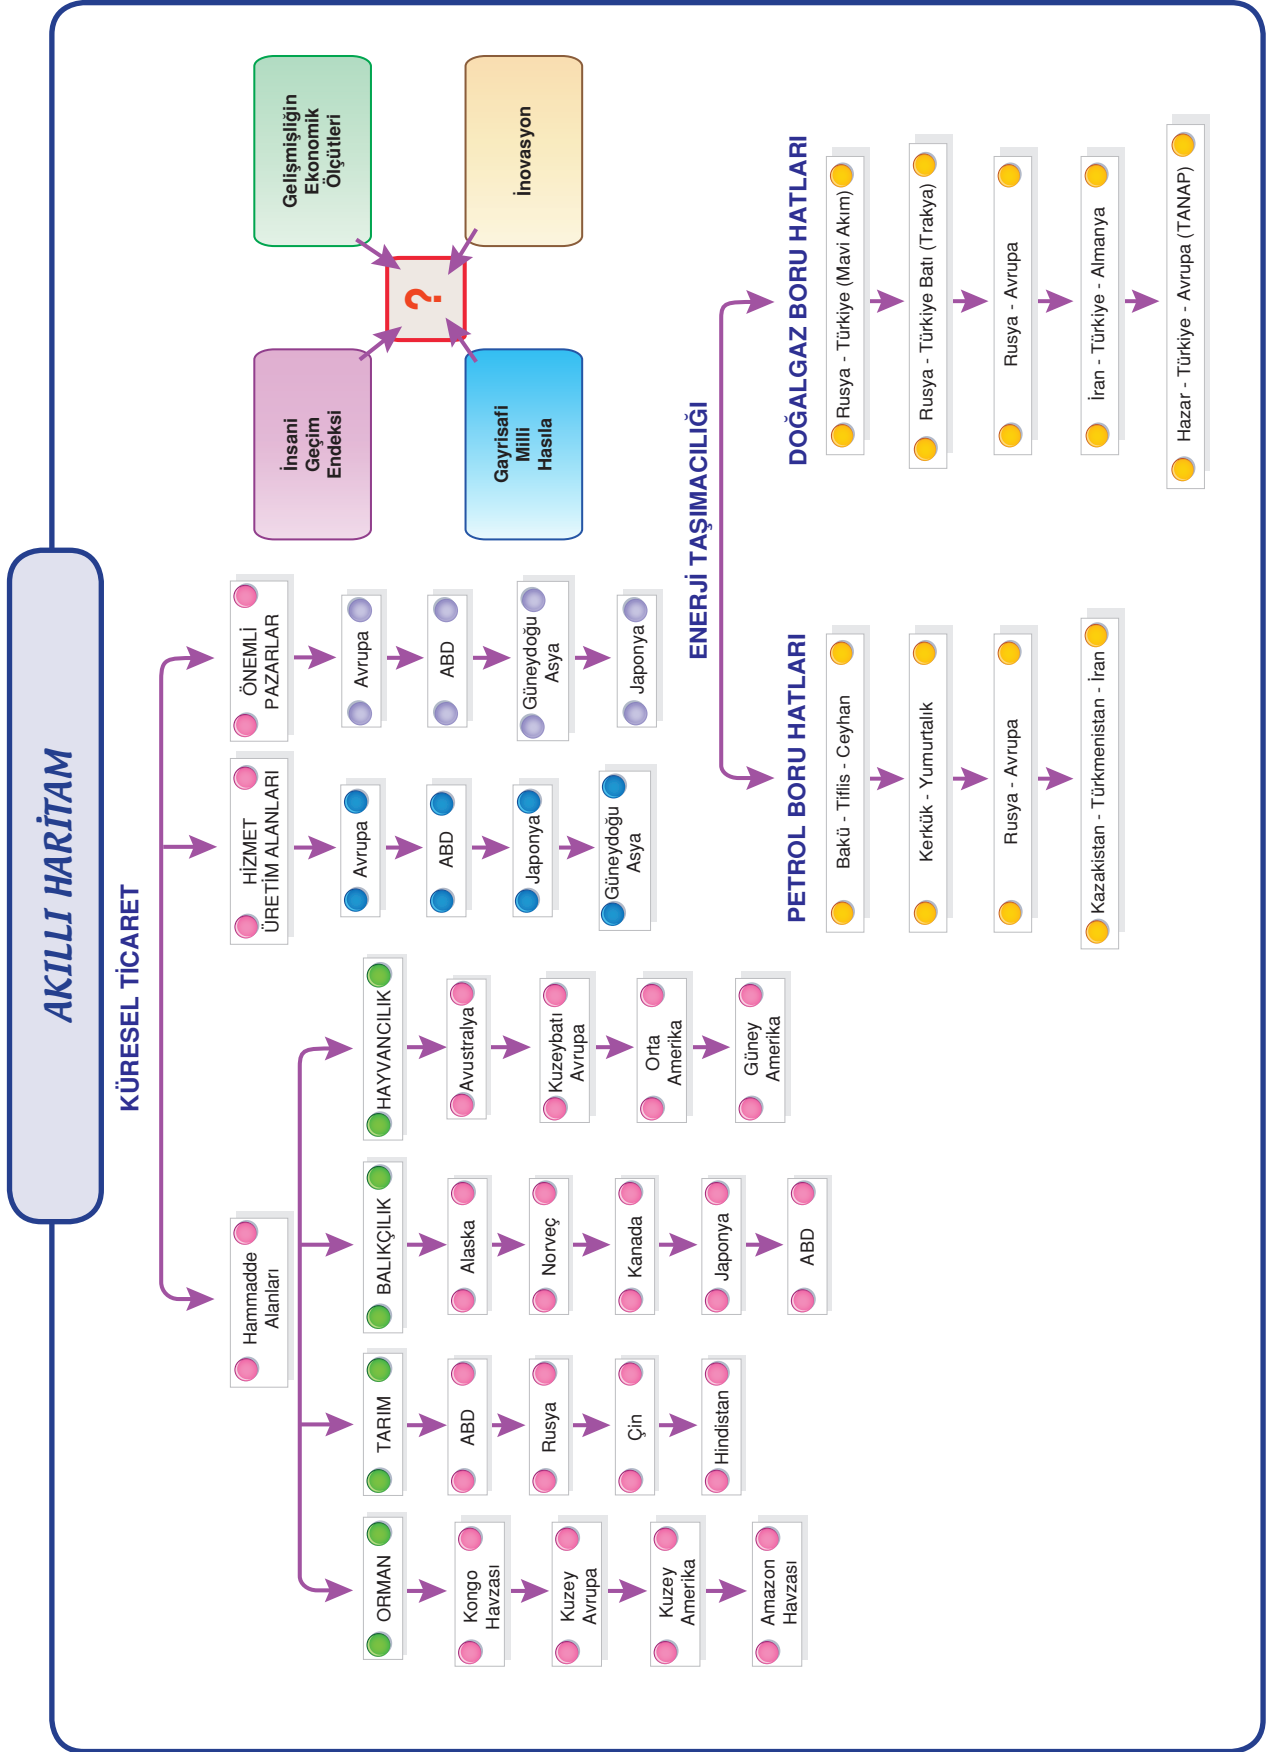 AKILLI HARİTAM
KÜRESEL TİCARET
Hammadde
Alanları
ORMAN
Kongo
Havzası
Kuzey
Avrupa
Kuzey
Amerika
Amazon
Havzası
TARIM
ABD
Rusya
Çin
Hindistan
BALIKÇILIK
Alaska
Norveç
Kanada
Japonya
ABD
HAYVANCILIK
Avustralya
Kuzeybatı
Avrupa
Orta
Amerika
Güney
Amerika
HİZMET
ÜRETİM ALANLARI
Avrupa
ABD
Japonya
Güneydoğu
Asya
ÖNEMLİ
PAZARLAR
Avrupa
ABD
Güneydoğu
Asya
Japonya
İnsani
Geçim
Endeksi
Gelişmişliğin
Ekonomik
Ölçütleri
?
Gayrisafi
Milli
Hasıla
İnovasyon
ENERJİ TAŞIMACILIĞI
PETROL BORU HATLARI
Bakü - Tiflis - Ceyhan
Kerkük - Yumurtalık
Rusya - Avrupa
Kazakistan - Türkmenistan - İran
DOĞALGAZ BORU HATLARI
Rusya - Türkiye (Mavi Akım)
Rusya - Türkiye Batı (Trakya)
Rusya - Avrupa
İran - Türkiye - Almanya
Hazar - Türkiye - Avrupa (TANAP)